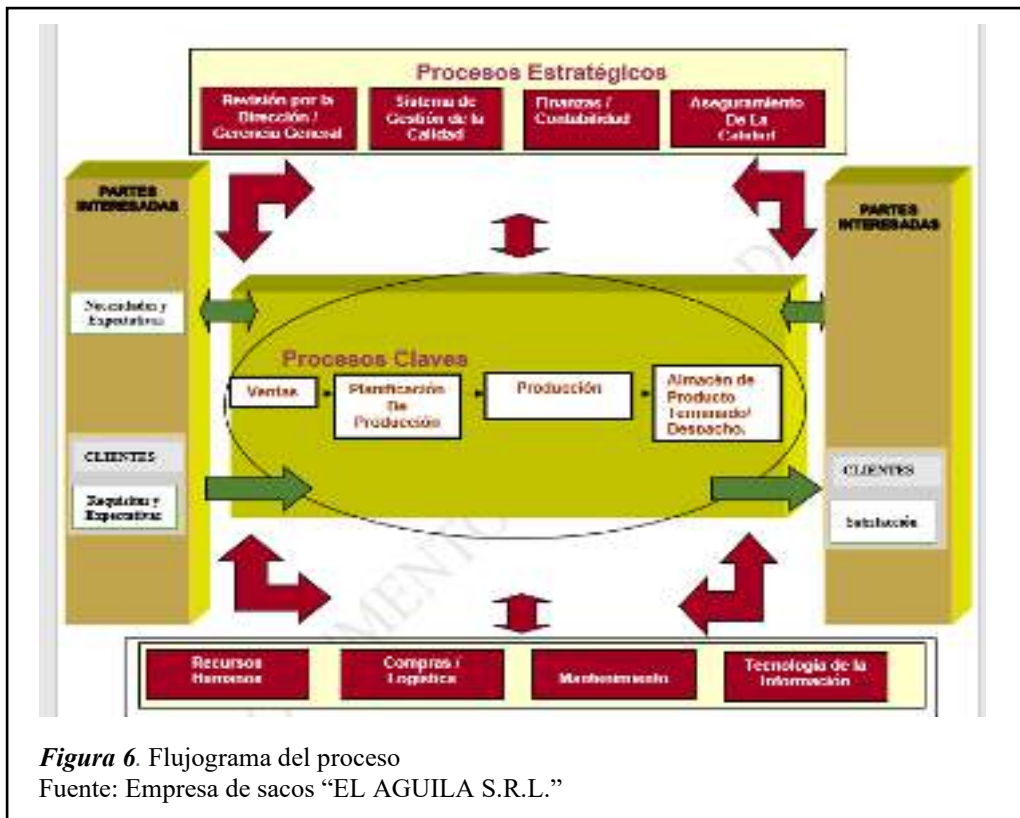 Procesos Estratégicos
Revisión por la
Dirección /
Gerencia General
Sistema de
Gestión de la
Calidad
Finanzas /
Contabilidad
Aseguramiento
De La
Calidad
PARTES
INTERESADAS
Necesidades y
Expectativas
CLIENTES
Requisitos y
Expectativas
Procesos Claves
Ventas
Planificación
De
Producción
Producción
Almacén de
Producto
Terminado/
Despacho.
PARTES
INTERESADAS
CLIENTES
Satisfacción
Recursos
Humanos
Compras /
Logística
Mantenimiento
Tecnología de la
Información
Figura 6. Flujograma del proceso
Fuente: Empresa de sacos “EL AGUILA S.R.L.”